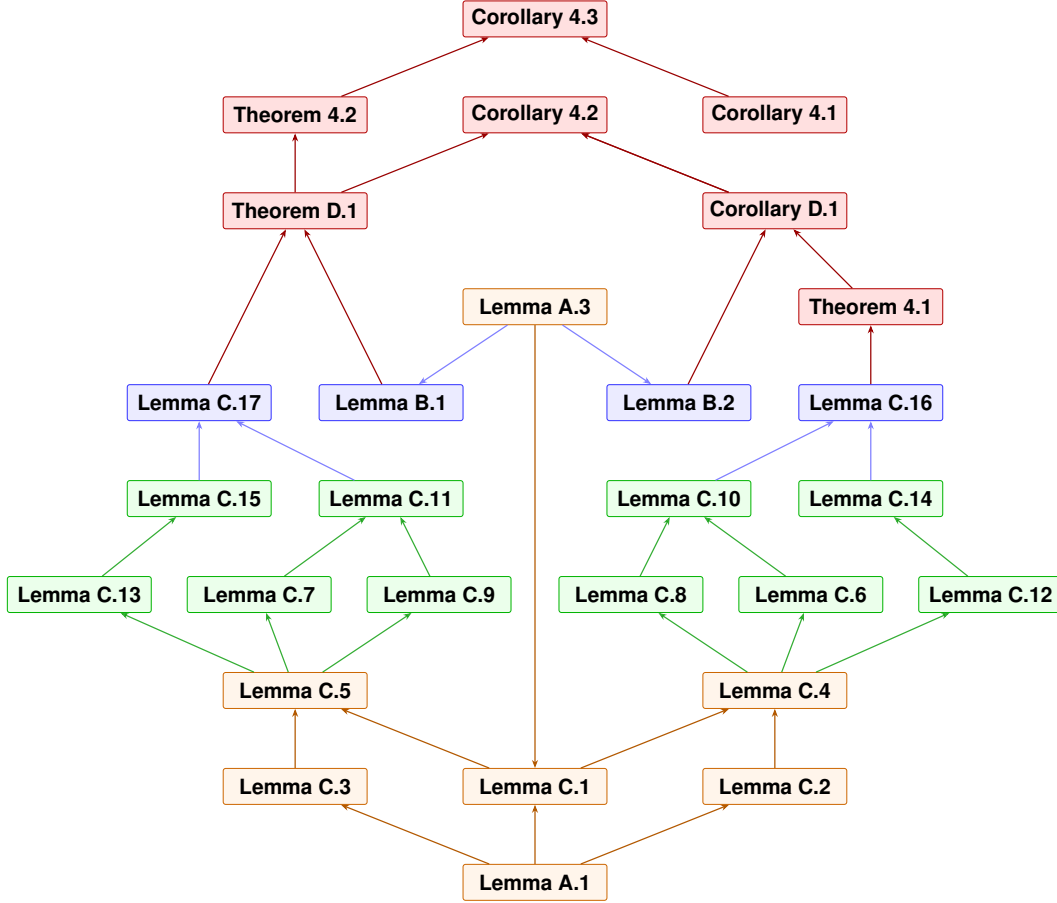 Corollary 4.3
Theorem 4.2
Corollary 4.2
Corollary 4.1
Theorem D.1
Corollary D.1
Lemma A.3
Theorem 4.1
Lemma C.17
Lemma B.1
Lemma B.2
Lemma C.16
Lemma C.15
Lemma C.11
Lemma C.10
Lemma C.14
Lemma C.13
Lemma C.7
Lemma C.9
Lemma C.8
Lemma C.6
Lemma C.12
Lemma C.5
Lemma C.4
Lemma C.3
Lemma C.1
Lemma C.2
Lemma A.1